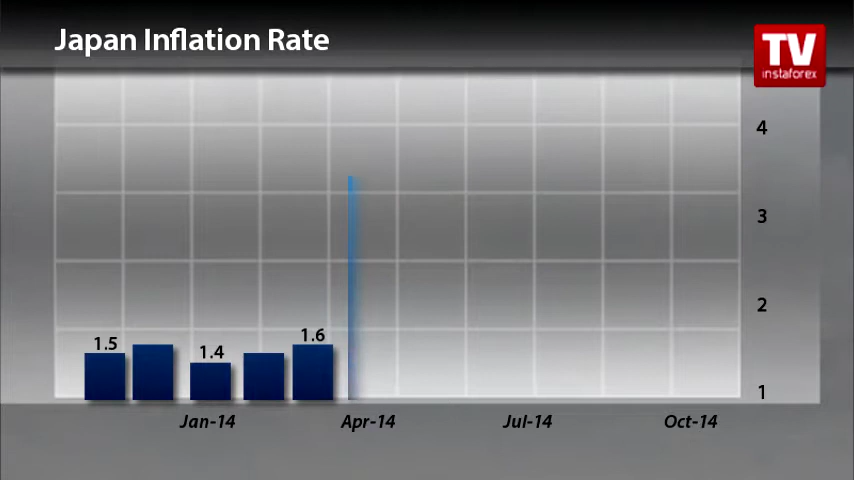 Japan Inflation Rate
TV
instaforex
4
3
2
1.6
1.5
1.4
1
Jan-14
Apr-14
Jul-14
Oct-14